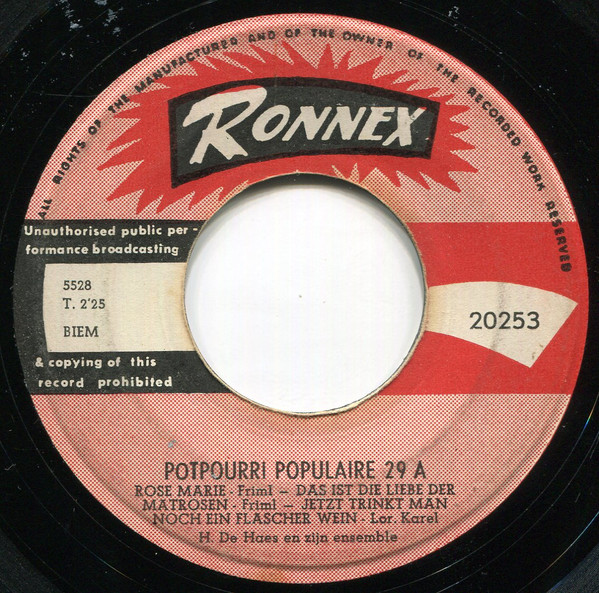 ALL RIGHTS OF THE MANUFACTURER AND OF THE OWNER OF THE RECORDED WORK RESERVED
RONNEX
Unauthorised public per-
formance broadcasting
5528
T. 2'25
BIEM
20253
& copying of this
record prohibited
POTPOURRI POPULAIRE 29 A
ROSE MARIE - Friml - DAS IST DIE LIEBE DER
MATROSEN - Friml - JETZT TRINKT MAN
NOCH EIN FLASCHER WEIN - Lor. Karel
H. De Haes en zijn ensemble